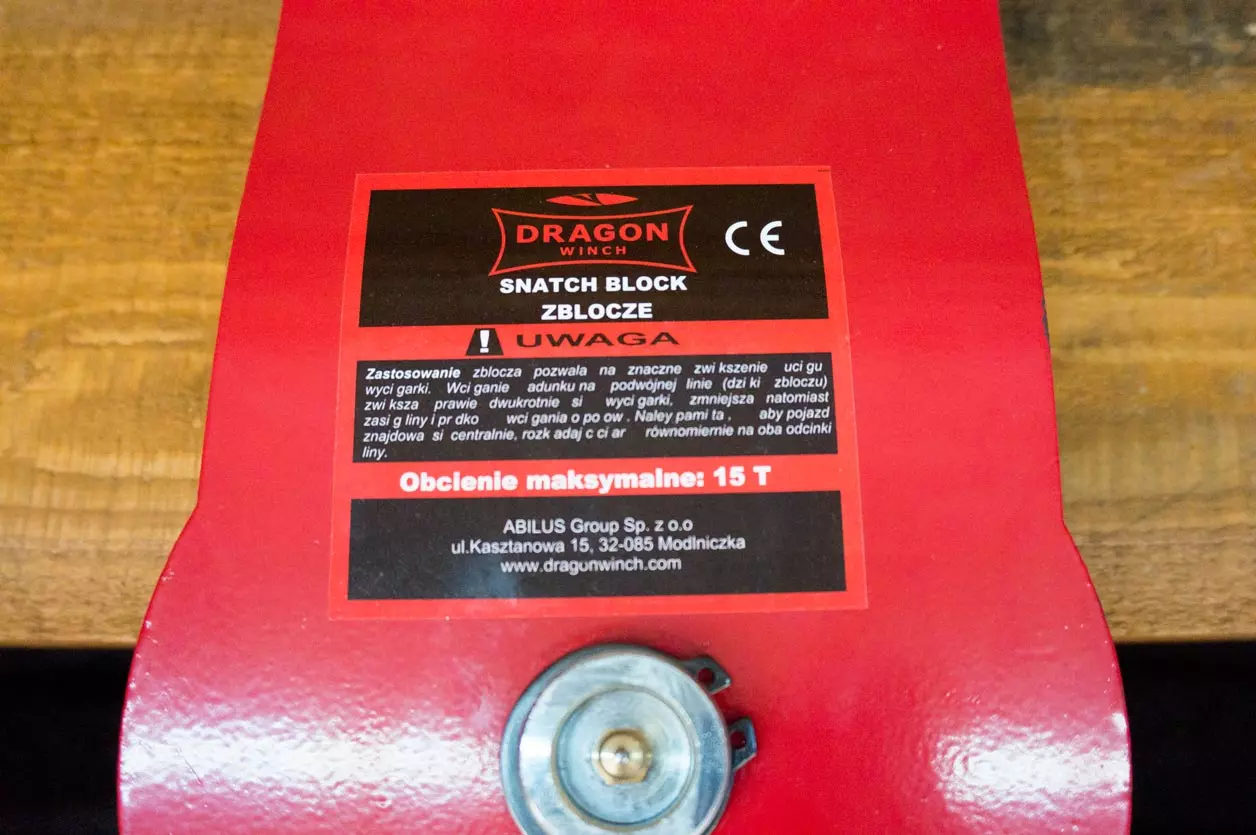 DRAGON
WINCH
CE
SNATCH BLOCK
ZBLOCZE
! UWAGA
Zastosowanie zblocza pozwala na znaczne zwi kszenie uci gu
wyci garki. Wci ganie adunku na podwójnej linie (dzi ki zbloczu)
zwi ksza prawie dwukrotnie si wyci garki, zmniejsza natomiast
zasi g liny i pr dko wci gania o po ow . Naley pami ta , aby pojazd
znajdowa si centralnie, rozk adaj c ci ar równomiernie na oba odcinki
liny.
Obcienie maksymalne: 15 T
ABILUS Group Sp. z o.o
ul.Kasztanowa 15, 32-085 Modlniczka
www.dragonwinch.com